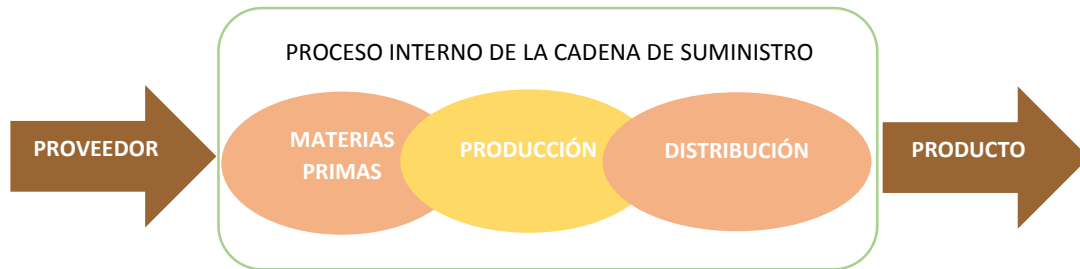 PROCESO INTERNO DE LA CADENA DE SUMINISTRO
PROVEEDOR
MATERIAS
PRIMAS
PRODUCCIÓN
DISTRIBUCIÓN
PRODUCTO